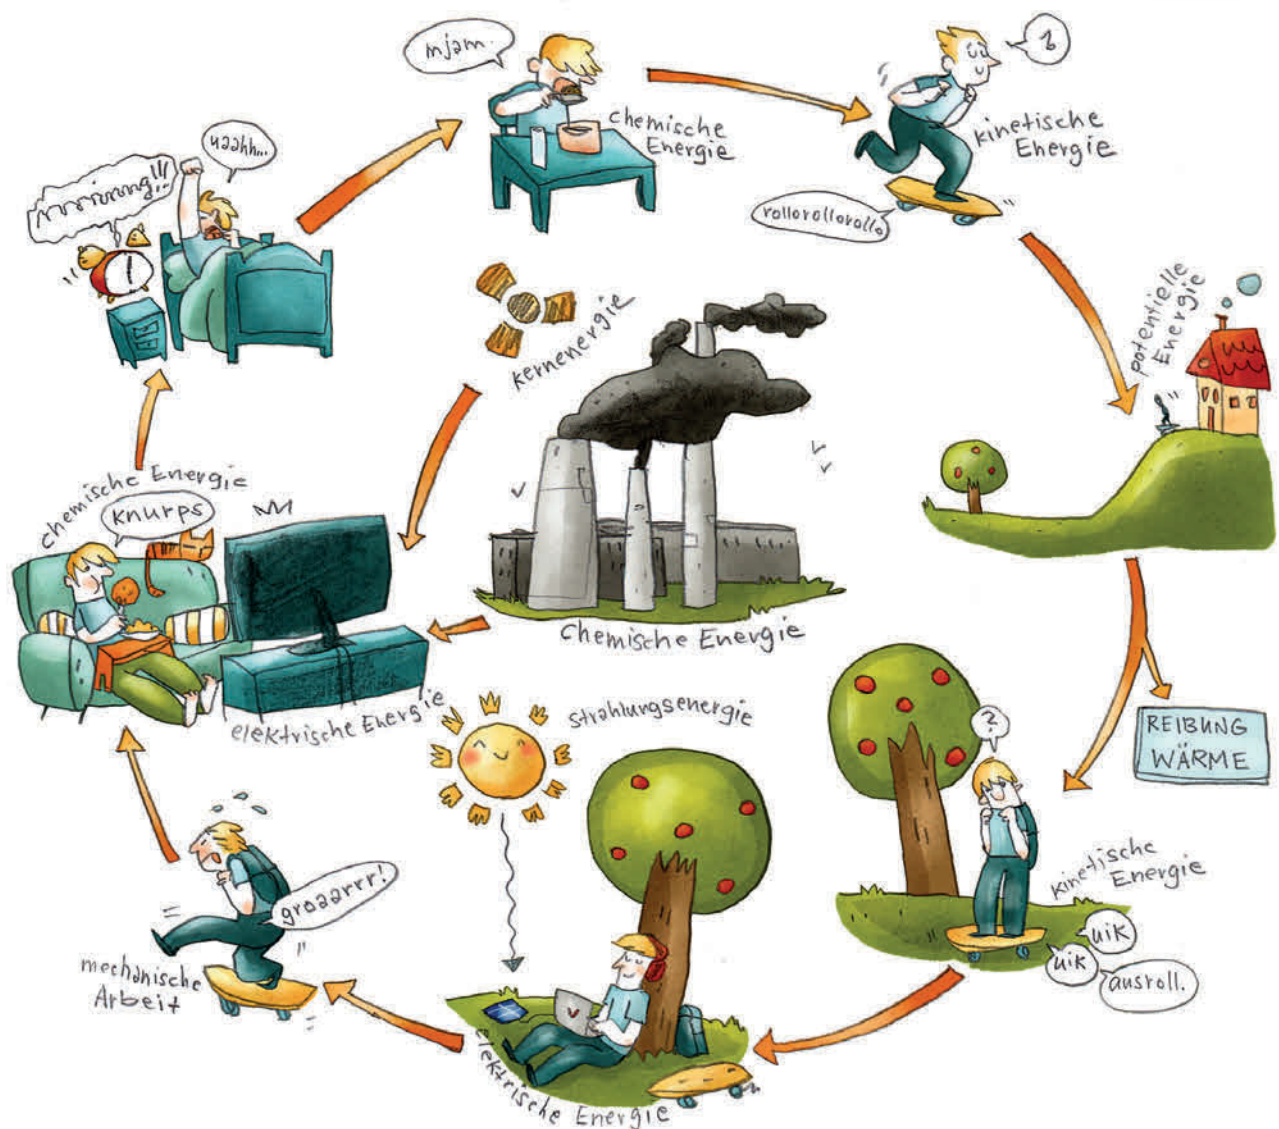 mjam.
chemische
Energie
kinetische
Energie
uaahh...
rollorollorollo
potentielle
Energie
Kernenergie
chemische Energie
knurps
chemische Energie
elektrische Energie
Strahlungsenergie
REIBUNG
WÄRME
?
kinetische
Energie
uik
uik
ausroll.
groaarrr!
mechanische
Arbeit
elektrische Energie